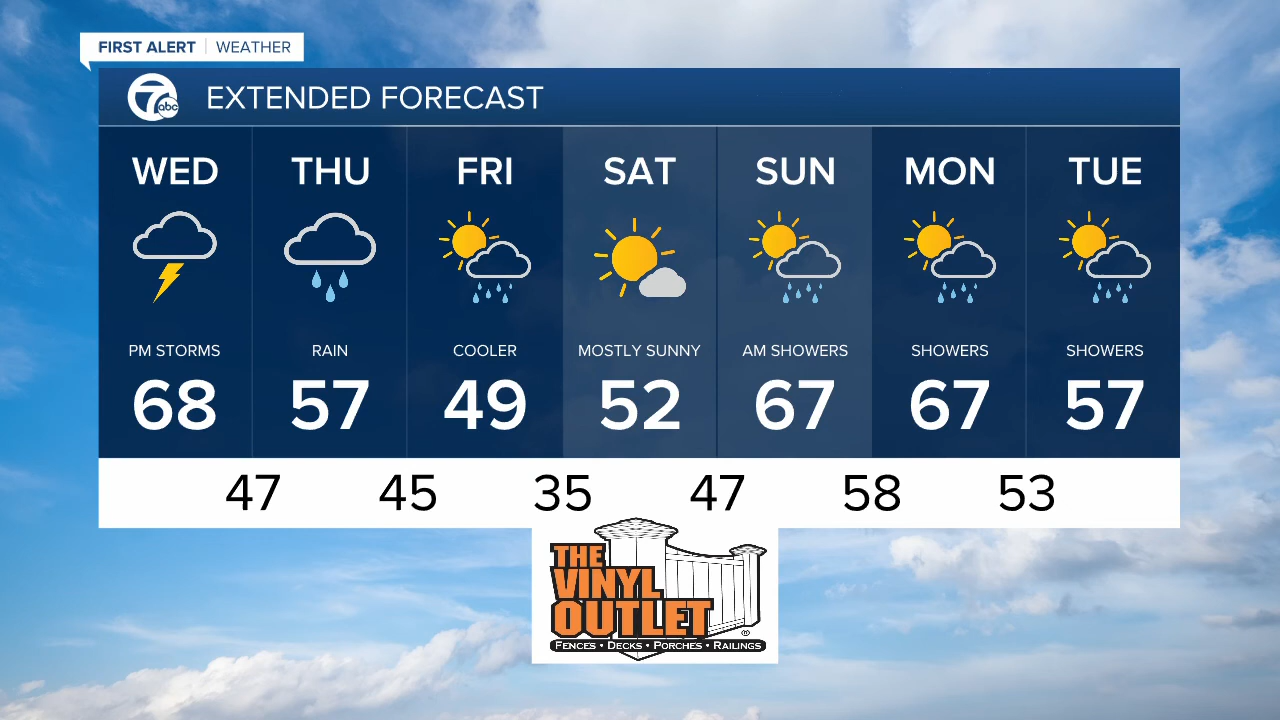 FIRST ALERT | WEATHER
7 abc EXTENDED FORECAST
WED THU FRI SAT SUN MON TUE
PM STORMS RAIN COOLER MOSTLY SUNNY AM SHOWERS SHOWERS SHOWERS
68 57 49 52 67 67 57
47 45 35 47 58 53
THE
VINYL
OUTLET ®
FENCES • DECKS • PORCHES • RAILINGS